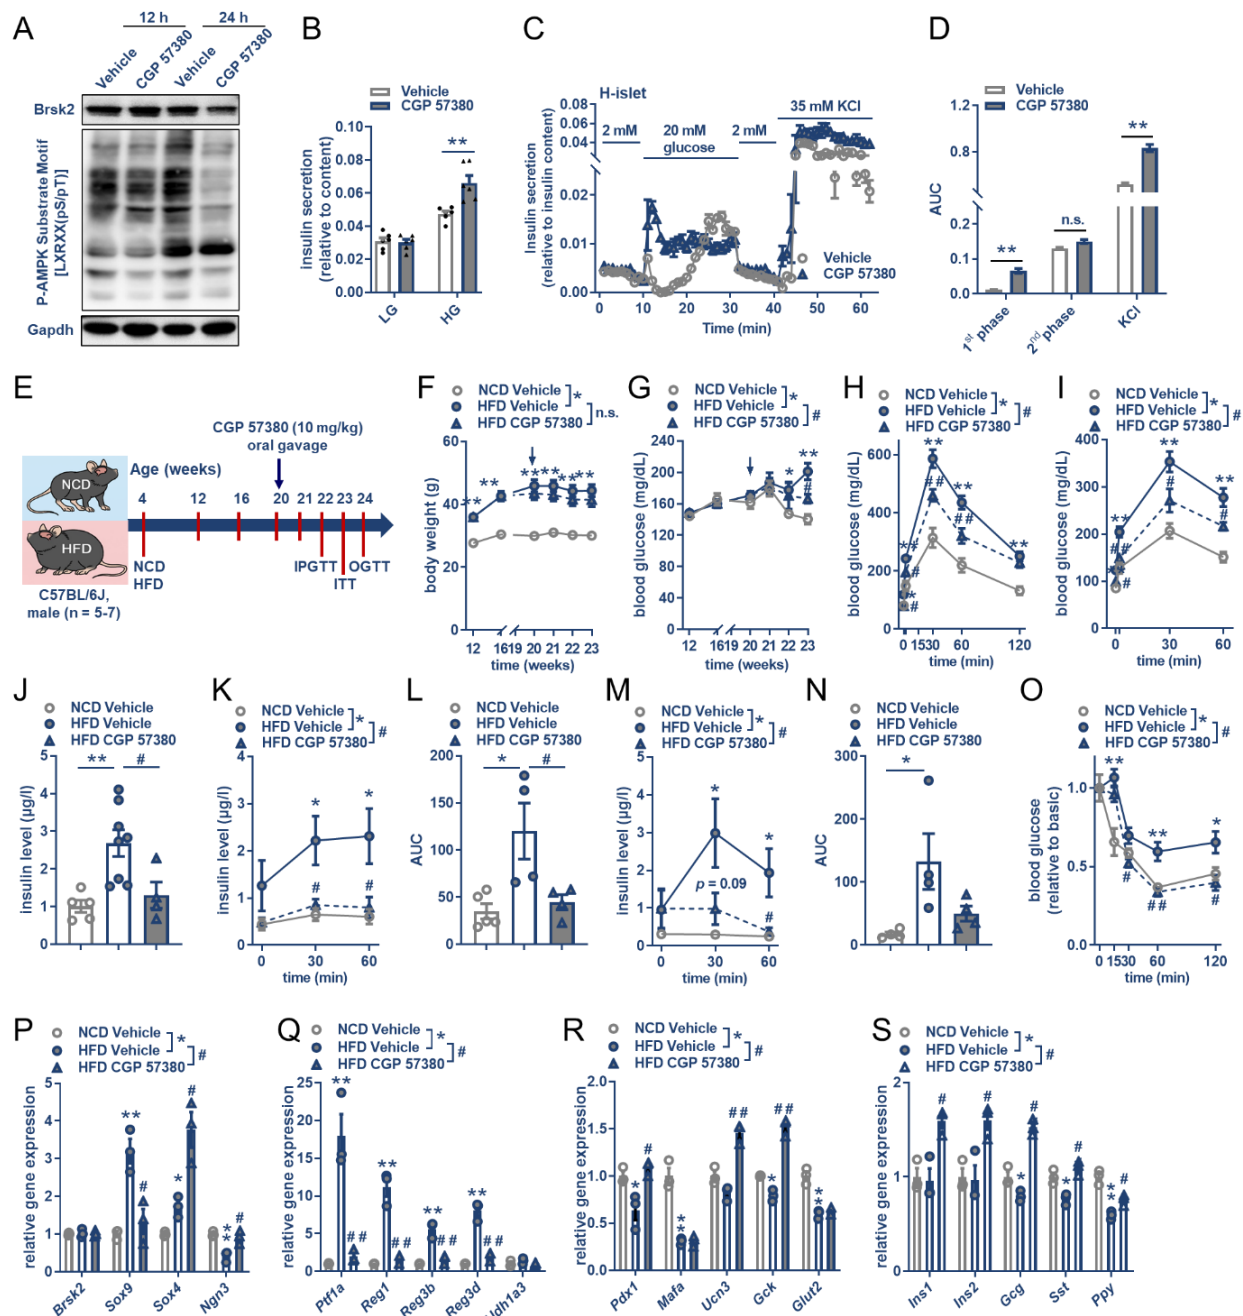 A
12 h
24 h
Vehicle
CGP 57380
Vehicle
CGP 57380
Brsk2
P-AMPK Substrate Motif
[LXRXX(pS/pT)]
Gapdh
B
Vehicle
CGP 57380
**
insulin secretion
(relative to content)
0.10
0.08
0.06
0.04
0.02
0.00
LG
HG
C
H-islet
35 mM KCl
2 mM
20 mM
glucose
2 mM
Insulin secretion
(relative to insulin content)
0.08
0.06
0.04
0.02
0.01
0.00
Vehicle
CGP 57380
0
10
20
30
40
50
60
Time (min)
D
Vehicle
CGP 57380
AUC
1.2
0.8
0.2
0.1
0.0
**
n.s.
**
1st phase
2nd phase
KCl
E
CGP 57380 (10 mg/kg)
oral gavage
NCD
HFD
Age (weeks)
4
12
16
20
21
22
23
24
NCD
HFD
IPGTT
ITT
OGTT
C57BL/6J,
male (n = 5-7)
F
NCD Vehicle
HFD Vehicle
HFD CGP 57380
*
n.s.
body weight (g)
60
40
20
0
**
**
**
**
**
**
12
1619
20
21
22
23
time (weeks)
G
NCD Vehicle
HFD Vehicle
HFD CGP 57380
*
#
blood glucose (mg/dL)
240
200
160
120
80
40
0
*
**
#
12
1619
20
21
22
23
time (weeks)
H
NCD Vehicle
HFD Vehicle
HFD CGP 57380
*
#
blood glucose (mg/dL)
600
400
200
0
**
##
**
##
**
0
15
30
60
120
time (min)
I
NCD Vehicle
HFD Vehicle
HFD CGP 57380
*
#
blood glucose (mg/dL)
400
300
200
100
0
**
**
#
**
#
0
30
60
time (min)
J
NCD Vehicle
HFD Vehicle
HFD CGP 57380
insulin level (µg/l)
5
4
3
2
1
0
**
#
K
NCD Vehicle
HFD Vehicle
HFD CGP 57380
*
#
insulin level (µg/l)
4
3
2
1
0
*
*
#
#
0
30
60
time (min)
L
NCD Vehicle
HFD Vehicle
HFD CGP 57380
AUC
200
150
100
50
0
*
#
M
NCD Vehicle
HFD Vehicle
HFD CGP 57380
*
#
insulin level (µg/l)
5
4
3
2
1
0
*
*
p = 0.09
#
0
30
60
time (min)
N
NCD Vehicle
HFD Vehicle
HFD CGP 57380
AUC
300
200
100
0
*
O
NCD Vehicle
HFD Vehicle
HFD CGP 57380
*
#
blood glucose
(relative to basic)
1.0
0.5
0.0
**
#
**
##
*
#
0
15
30
60
120
time (min)
P
NCD Vehicle
HFD Vehicle
HFD CGP 57380
*
#
relative gene expression
5
4
3
2
1
0
**
#
*
#
**
#
Brsk2
Sox9
Sox4
Ngn3
Q
NCD Vehicle
HFD Vehicle
HFD CGP 57380
*
#
relative gene expression
25
20
15
10
5
0
**
##
**
##
**
##
**
##
Ptf1a
Reg1
Reg3b
Reg3d
R
NCD Vehicle
HFD Vehicle
HFD CGP 57380
*
#
relative gene expression
2.0
1.5
1.0
0.5
0.0
*
#
**
##
*
##
**
Pdx1
Mafa
Ucn3
Gck
Glut2
S
NCD Vehicle
HFD Vehicle
HFD CGP 57380
*
#
relative gene expression
2
1
0
#
#
*
#
*
#
**
#
Ins1
Ins2
Gcg
Sst
Ppy